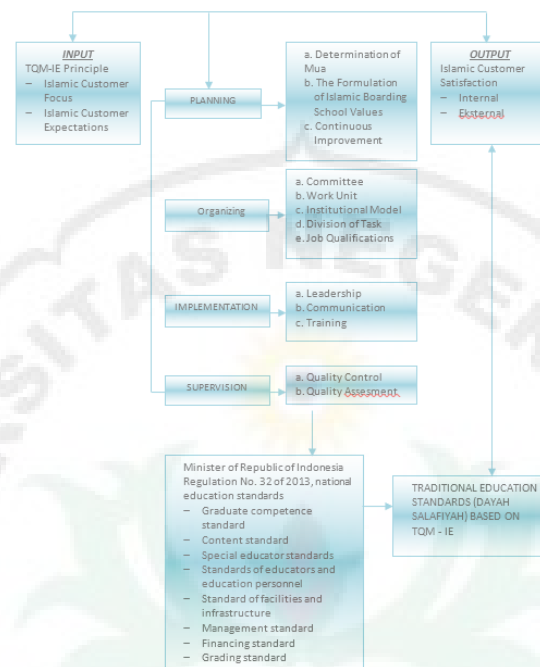 INPUT
TQM-IE Principle
– Islamic Customer
Focus
– Islamic Customer
Expectations
PLANNING
a. Determination of
Mua
b. The Formulation
of Islamic Boarding
School Values
c. Continuous
Improvement
OUTPUT
Islamic Customer
Satisfaction
– Internal
– Eksternal
Organizing
a. Committee
b. Work Unit
c. Institutional Model
d. Division of Task
e. Job Qualifications
IMPLEMENTATION
a. Leadership
b. Communication
c. Training
SUPERVISION
a. Quality Control
b. Quality Assesment
Minister of Republic of Indonesia
Regulation No. 32 of 2013, national
education standards
– Graduate competence
standard
– Content standard
– Special educator standards
– Standards of educators and
education personnel
– Standard of facilities and
infrastructure
– Management standard
– Financing standard
– Grading standard
TRADITIONAL EDUCATION
STANDARDS (DAYAH
SALAFIYAH) BASED ON
TQM - IE
SITAS NEGER